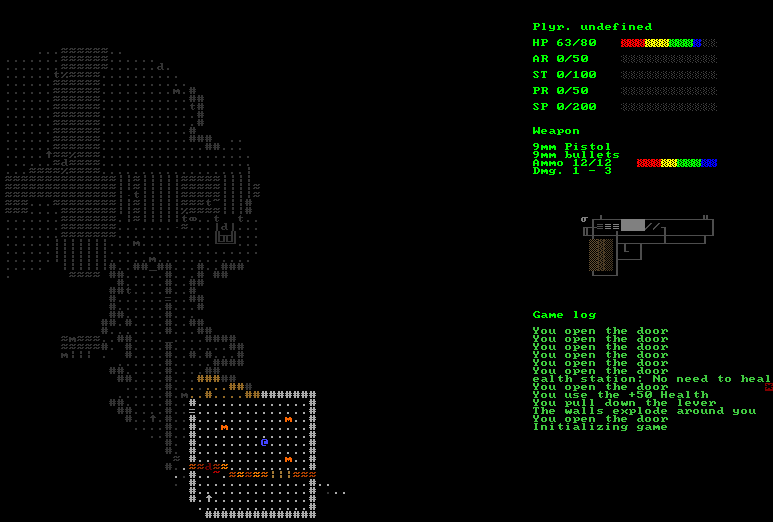 Plyr. undefined
HP 63/80
AR 0/50
ST 0/100
PR 0/50
SP 0/200
Weapon
9mm Pistol
9mm bullets
Ammo 12/12
Dmg. 1 - 3
Game log
You open the door
You open the door
You open the door
You open the door
You open the door
You open the door
ealth station: No need to heal
You open the door
You use the +50 Health
You pull down the lever
The walls explode around you
You open the door
Initializing game